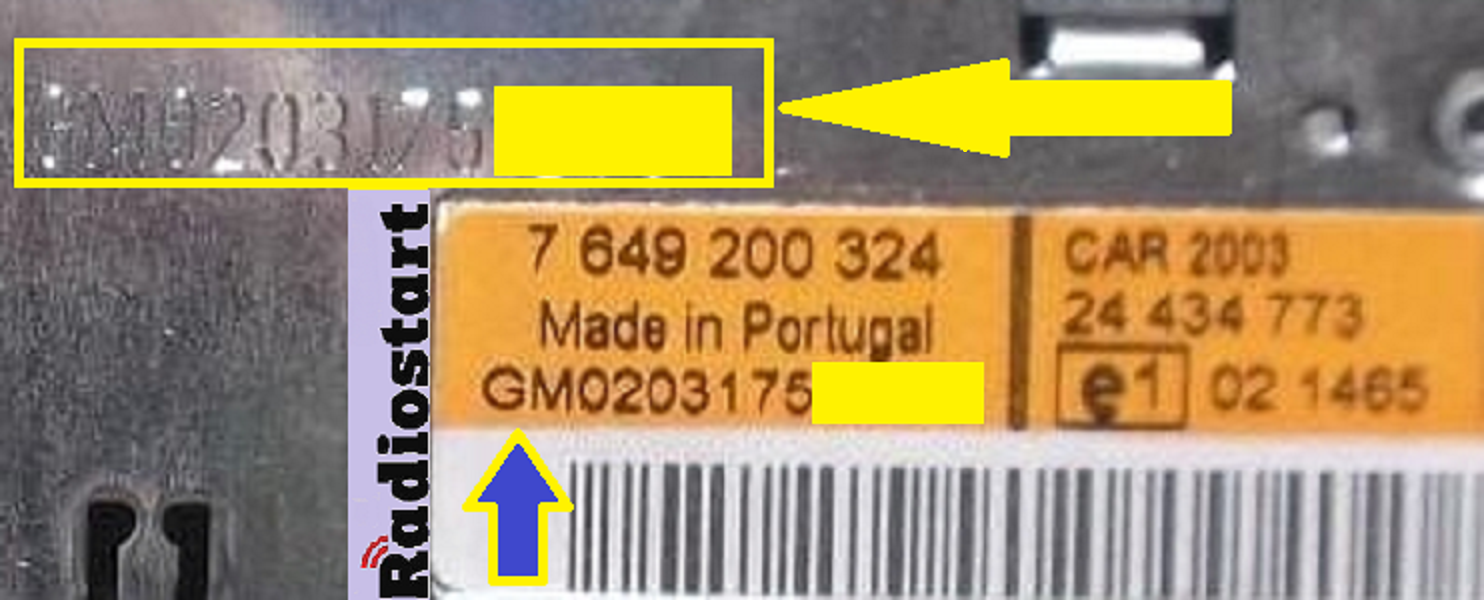 GM0203175
Radiostart
7 649 200 324
Made in Portugal
GM0203175
CAR 2003
24 434 773
e1 02 1465